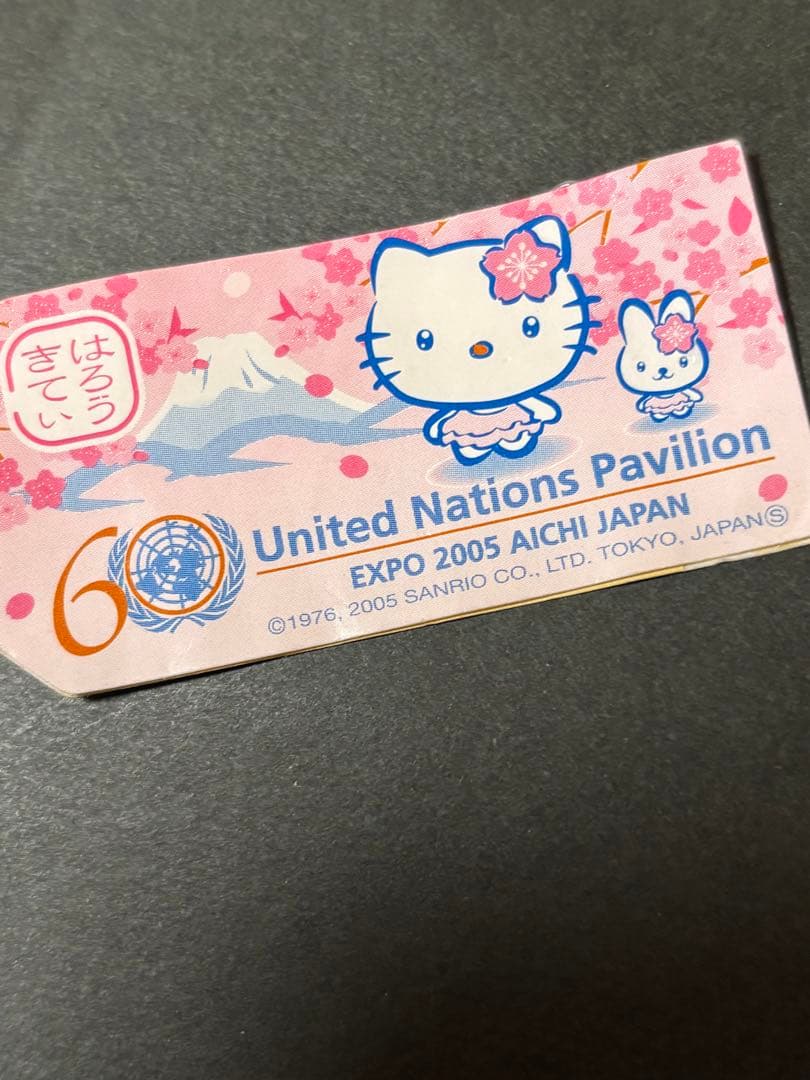 はろう
きてぃ
60
United Nations Pavilion
EXPO 2005 AICHI JAPAN
©1976, 2005 SANRIO CO., LTD. TOKYO, JAPANⓈ